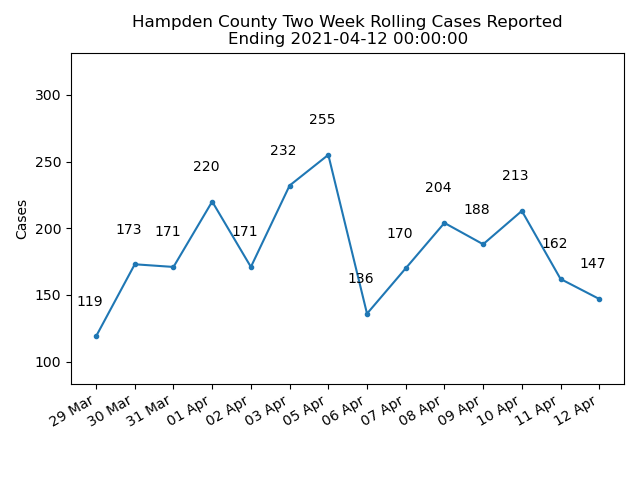 Hampden County Two Week Rolling Cases Reported
Ending 2021-04-12 00:00:00
Cases
300
250
200
150
100
119
173
171
220
171
232
255
136
170
204
188
213
162
147
29 Mar
30 Mar
31 Mar
01 Apr
02 Apr
03 Apr
05 Apr
06 Apr
07 Apr
08 Apr
09 Apr
10 Apr
11 Apr
12 Apr